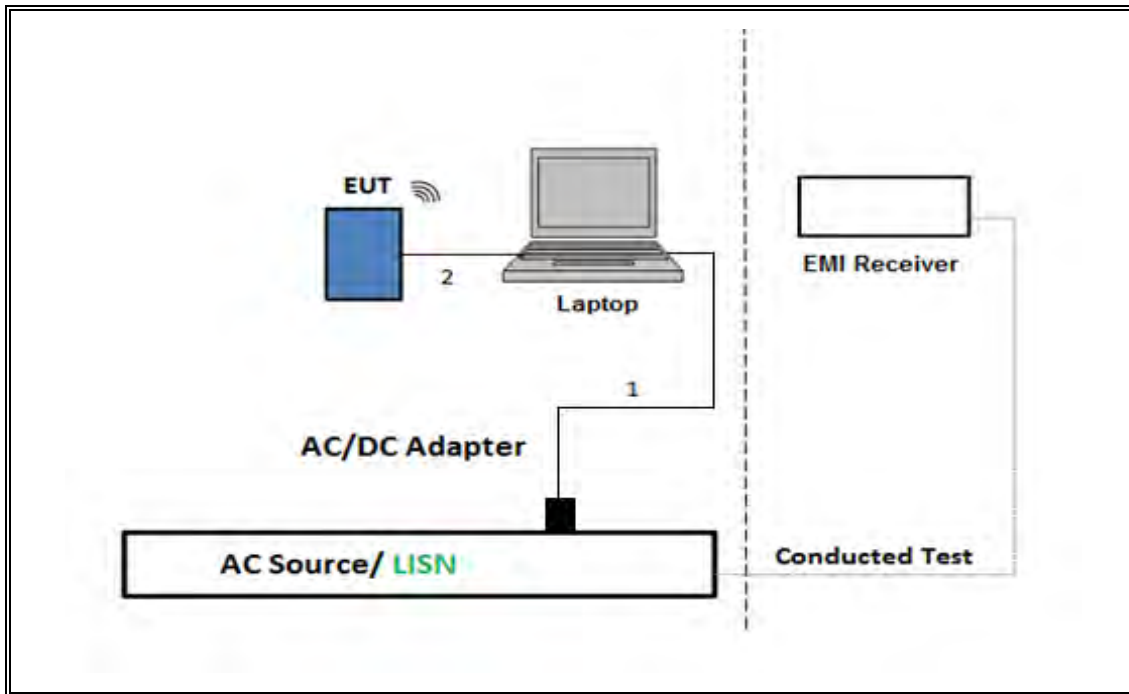 EUT
2
Laptop
EMI Receiver
1
AC/DC Adapter
AC Source/ LISN
Conducted Test